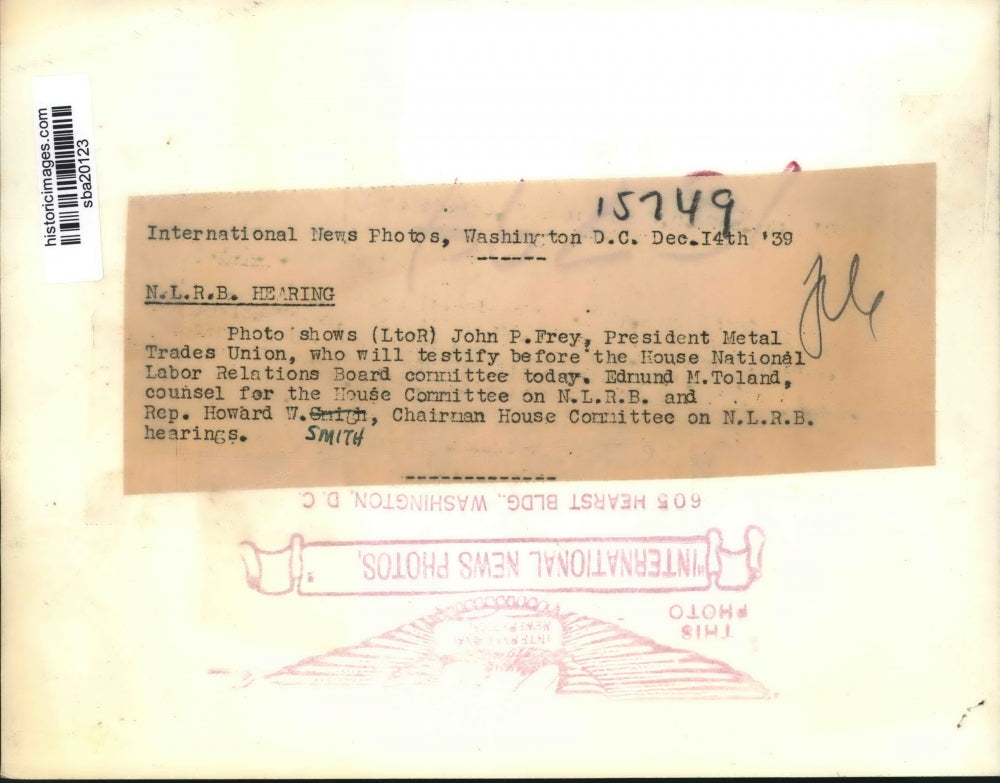 historicimages.com
sba20123
15749
International News Photos, Washington D.C. Dec.14th '39
N.L.R.B. HEARING
Photo shows (LtoR) John P.Frey, President Metal
Trades Union, who will testify before the House National
Labor Relations Board committee today. Edmund M.Toland,
counsel for the House Committee on N.L.R.B. and
Rep. Howard W. , Chairman House Committee on N.L.R.B.
hearings. SMITH
605 HEARST BLDG., WASHINGTON, D. C.
"INTERNATIONAL NEWS PHOTOS,"
THIS
PHOTO